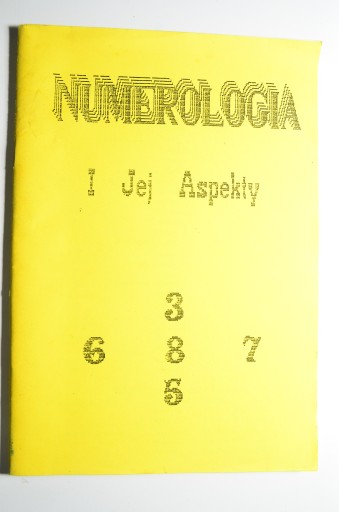 NUMEROLOGIA
I Jej Aspekty
3
6 8 7
5